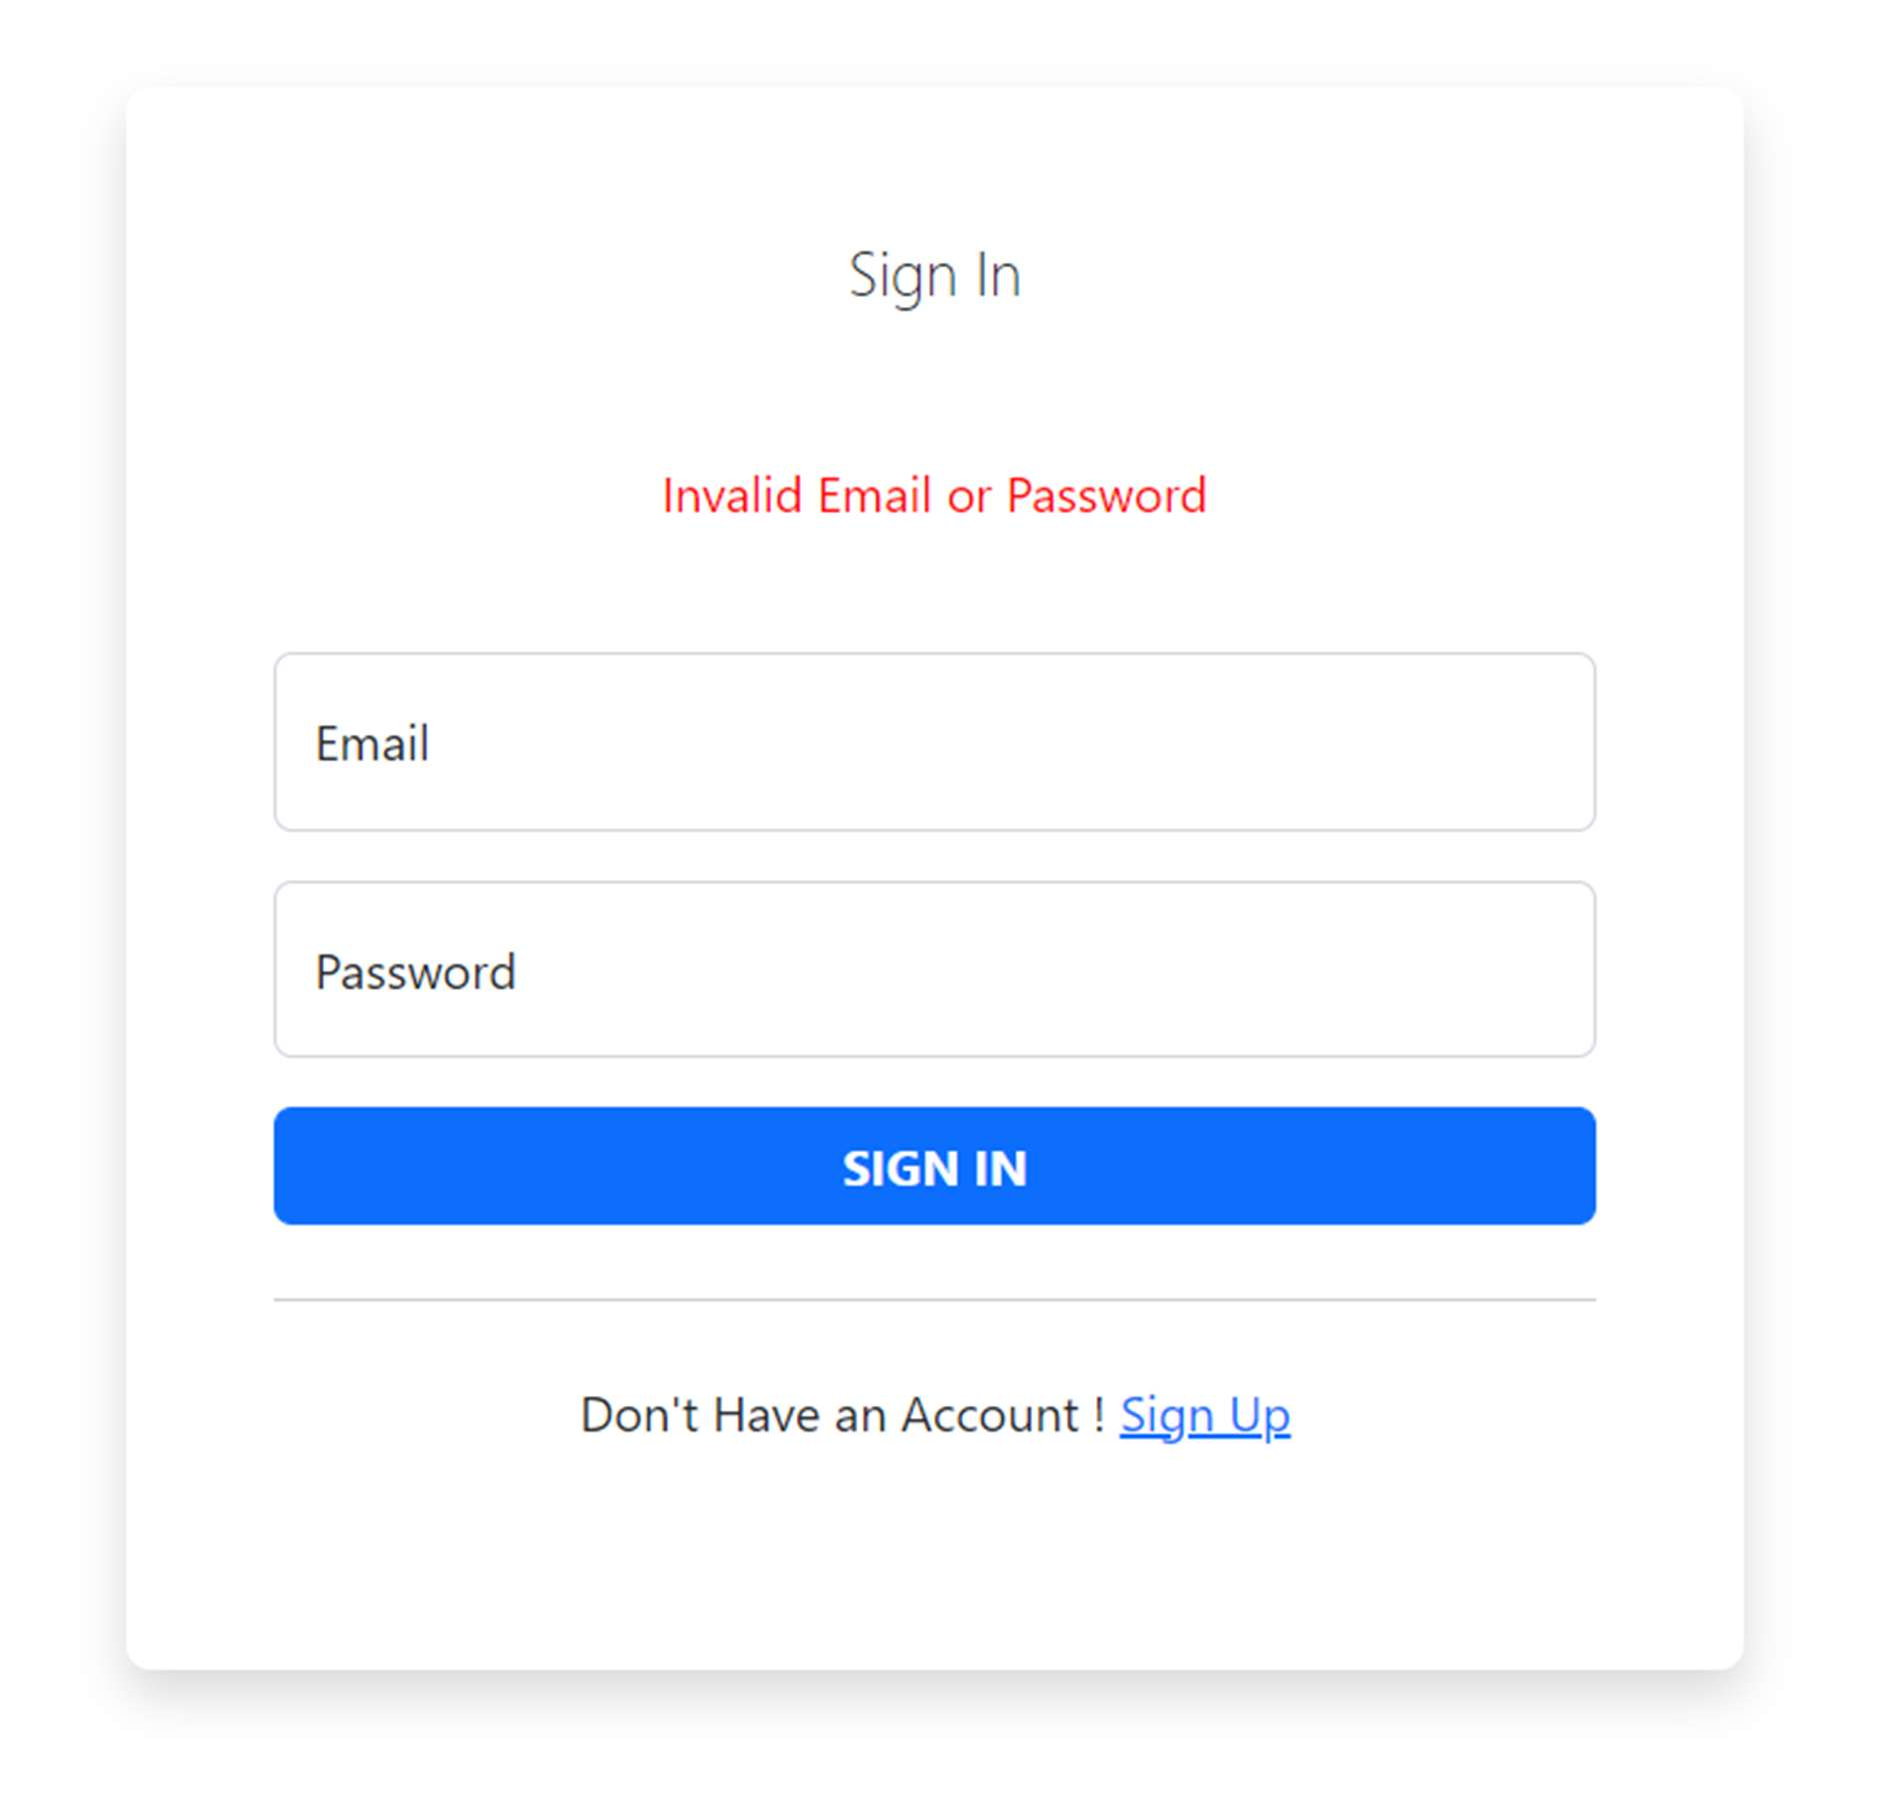 Sign In
Invalid Email or Password
Email
Password
SIGN IN
Don't Have an Account ! Sign Up